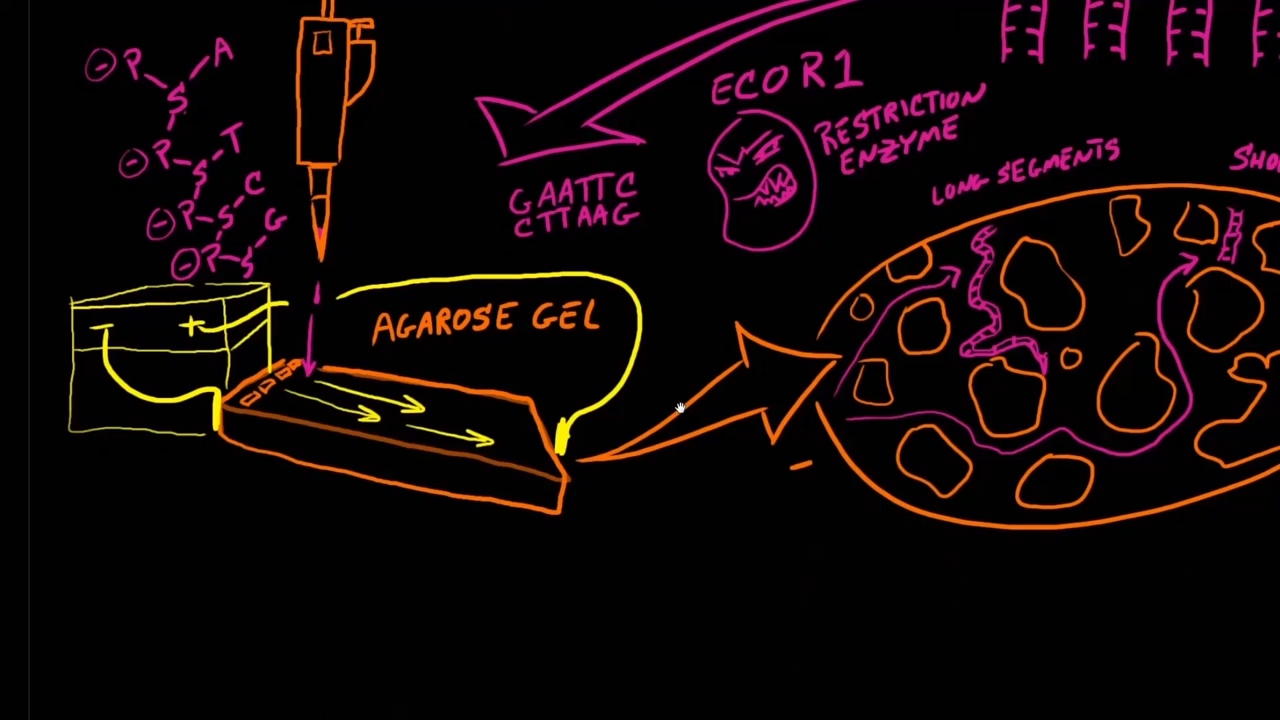 ⊖ P S A
⊖ P S T
⊖ P S C
⊖ P S G
ECOR1
RESTRICTION
ENZYME
GAATTC
CTTAAG
LONG SEGMENTS
SHO
- +
AGAROSE GEL